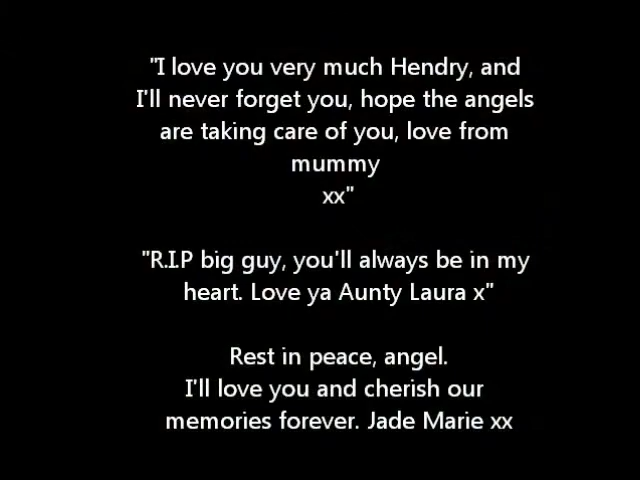 "I love you very much Hendry, and
I'll never forget you, hope the angels
are taking care of you, love from
mummy
xx"
"R.I.P big guy, you'll always be in my
heart. Love ya Aunty Laura x"
Rest in peace, angel.
I'll love you and cherish our
memories forever. Jade Marie xx